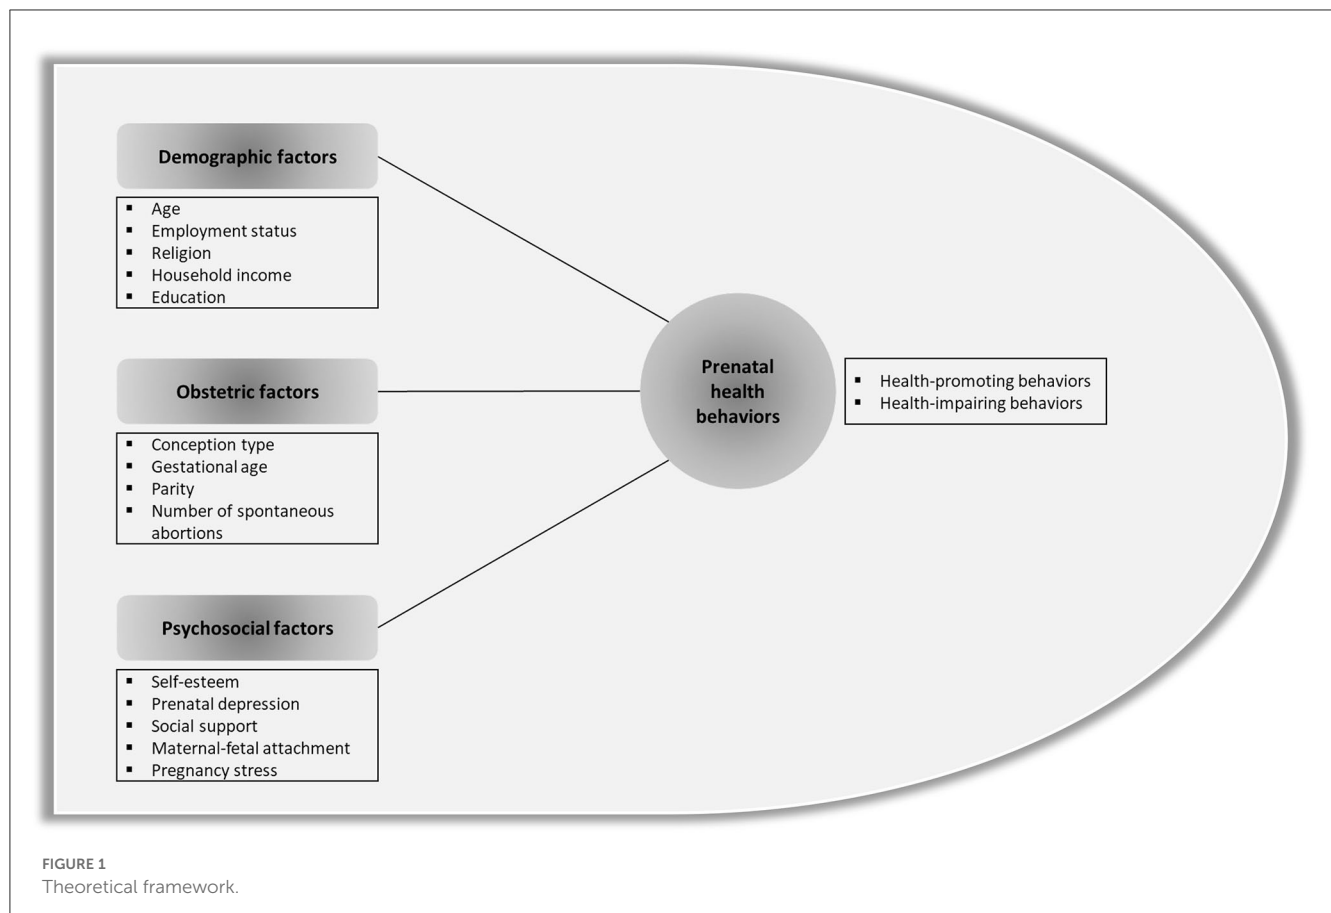 Demographic factors
▪ Age
▪ Employment status
▪ Religion
▪ Household income
▪ Education
Obstetric factors
▪ Conception type
▪ Gestational age
▪ Parity
▪ Number of spontaneous
abortions
Psychosocial factors
▪ Self-esteem
▪ Prenatal depression
▪ Social support
▪ Maternal-fetal attachment
▪ Pregnancy stress
Prenatal
health
behaviors
▪ Health-promoting behaviors
▪ Health-impairing behaviors
FIGURE 1
Theoretical framework.